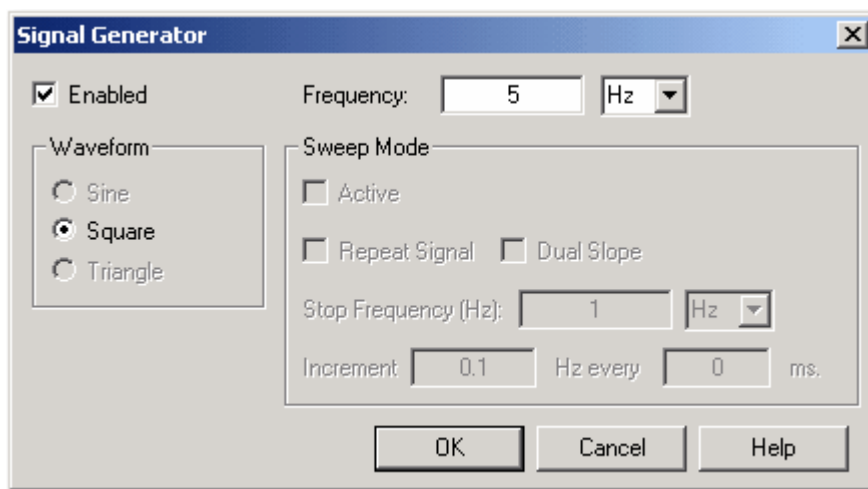 Signal Generator
Enabled
Frequency: 5 Hz
Waveform
Sine
Square
Triangle
Sweep Mode
Active
Repeat Signal Dual Slope
Stop Frequency (Hz): 1 Hz
Increment 0.1 Hz every 0 ms.
OK Cancel Help